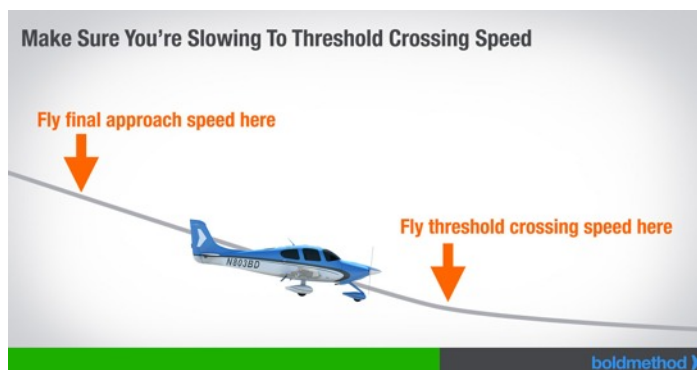 Make Sure You're Slowing To Threshold Crossing Speed
Fly final approach speed here
Fly threshold crossing speed here
N803BD
boldmethod